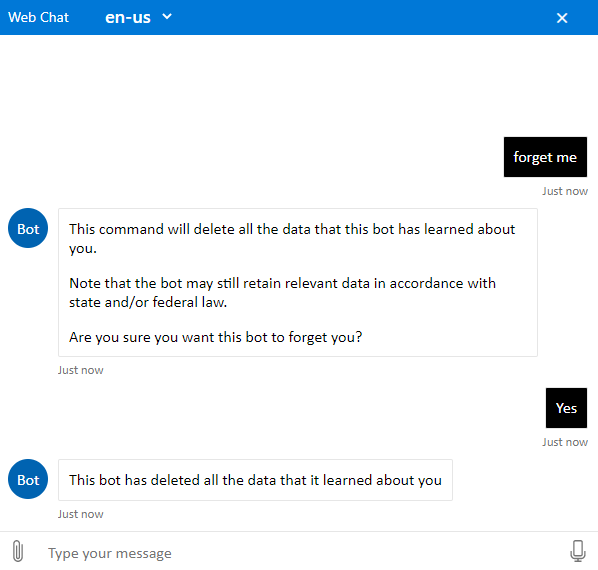 Web Chat en-us
forget me
Just now
Bot
This command will delete all the data that this bot has learned about
you.
Note that the bot may still retain relevant data in accordance with
state and/or federal law.
Are you sure you want this bot to forget you?
Just now
Yes
Just now
Bot
This bot has deleted all the data that it learned about you
Just now
Type your message